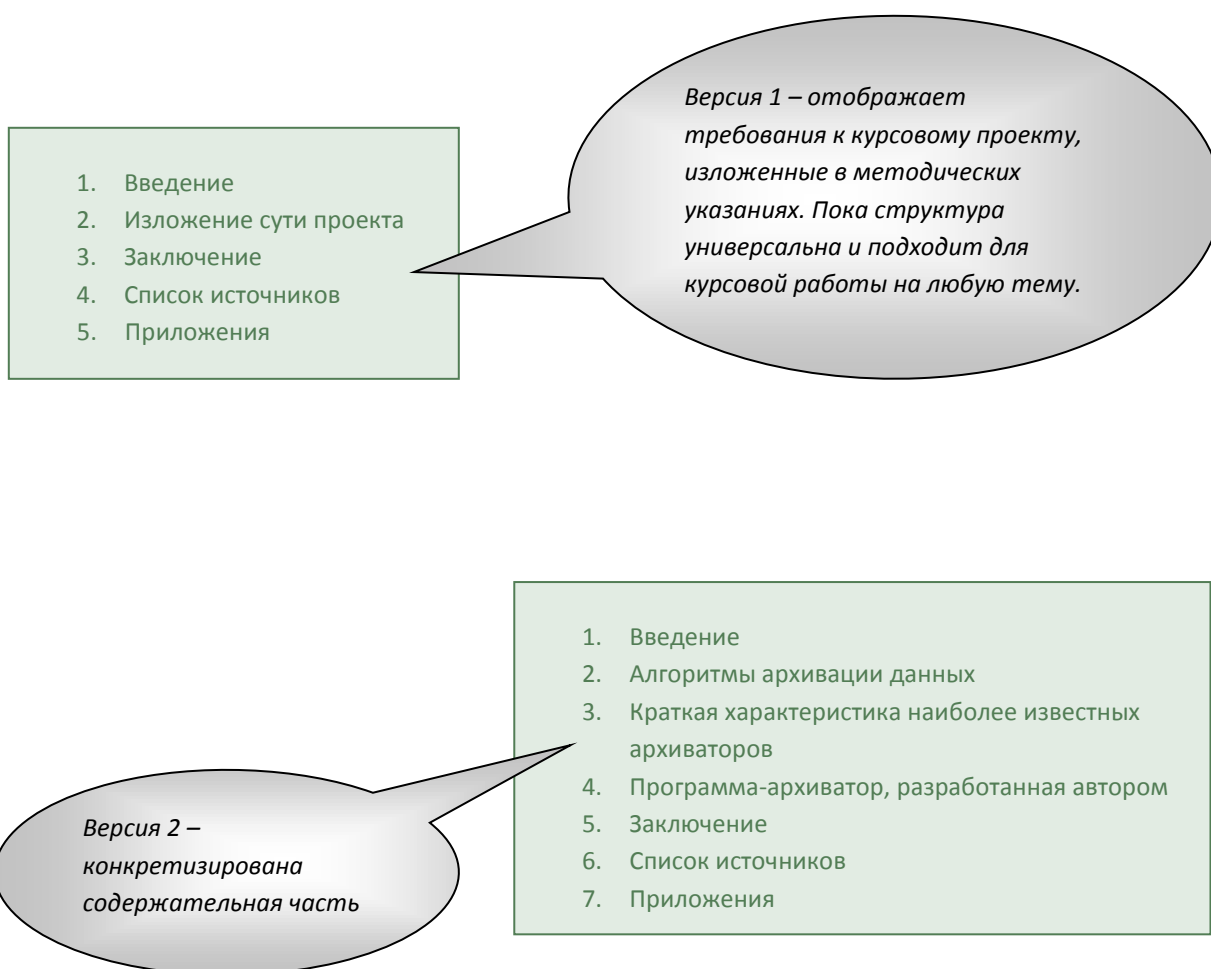 1. Введение
2. Изложение сути проекта
3. Заключение
4. Список источников
5. Приложения
Версия 1 – отображает
требования к курсовому проекту,
изложенные в методических
указаниях. Пока структура
универсальна и подходит для
курсовой работы на любую тему.
1. Введение
2. Алгоритмы архивации данных
3. Краткая характеристика наиболее известных
архиваторов
4. Программа-архиватор, разработанная автором
5. Заключение
6. Список источников
7. Приложения
Версия 2 –
конкретизирована
содержательная часть